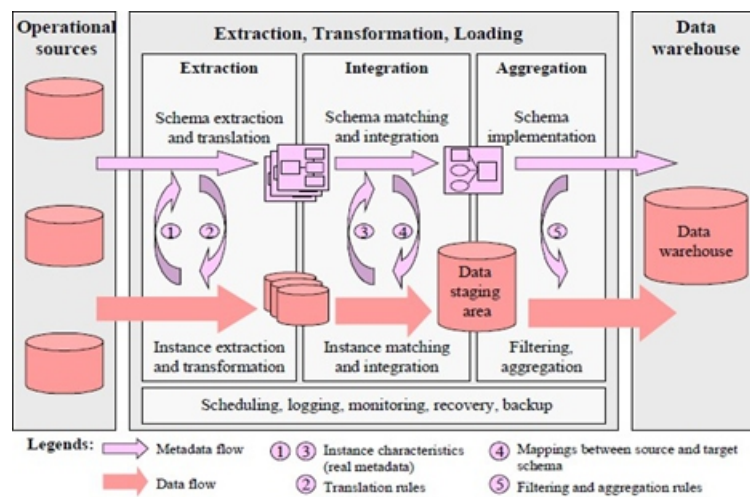 Operational
sources
Extraction, Transformation, Loading
Data
warehouse
Extraction
Integration
Aggregation
Schema extraction
and translation
Schema matching
and integration
Schema
implementation
1
2
3
4
5
Data
staging
area
Data
warehouse
Instance extraction
and transformation
Instance matching
and integration
Filtering,
aggregation
Scheduling, logging, monitoring, recovery, backup
Legends:
Metadata flow
1 3 Instance characteristics
(real metadata)
4 Mappings between source and target
schema
Data flow
2 Translation rules
5 Filtering and aggregation rules